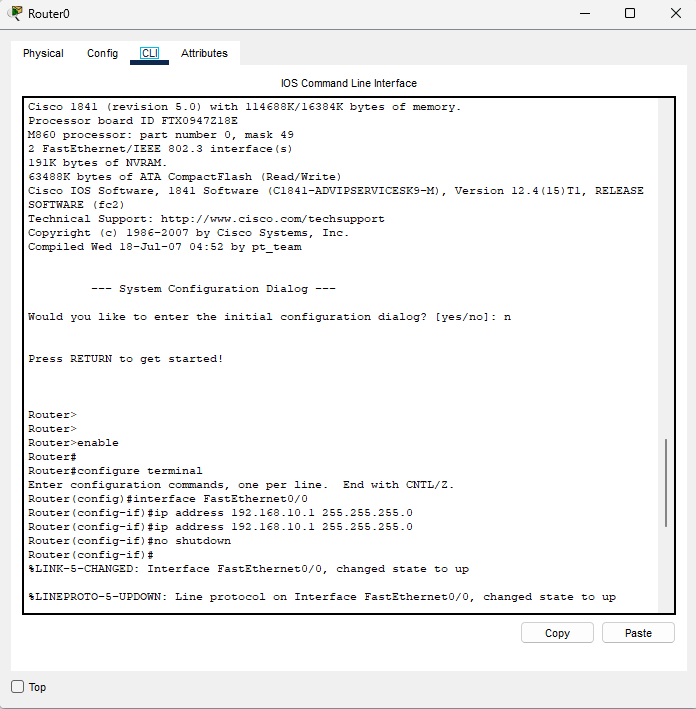 Router0
Physical Config CLI Attributes
IOS Command Line Interface
Cisco 1841 (revision 5.0) with 114688K/16384K bytes of memory.
Processor board ID FTX0947Z18E
M860 processor: part number 0, mask 49
2 FastEthernet/IEEE 802.3 interface(s)
191K bytes of NVRAM.
63488K bytes of ATA CompactFlash (Read/Write)
Cisco IOS Software, 1841 Software (C1841-ADVIPSERVICESK9-M), Version 12.4(15)T1, RELEASE
SOFTWARE (fc2)
Technical Support: http://www.cisco.com/techsupport
Copyright (c) 1986-2007 by Cisco Systems, Inc.
Compiled Wed 18-Jul-07 04:52 by pt_team
--- System Configuration Dialog ---
Would you like to enter the initial configuration dialog? [yes/no]: n
Press RETURN to get started!
Router>
Router>
Router>enable
Router#
Router#configure terminal
Enter configuration commands, one per line.  End with CNTL/Z.
Router(config)#interface FastEthernet0/0
Router(config-if)#ip address 192.168.10.1 255.255.255.0
Router(config-if)#ip address 192.168.10.1 255.255.255.0
Router(config-if)#no shutdown
Router(config-if)#
%LINK-5-CHANGED: Interface FastEthernet0/0, changed state to up
%LINEPROTO-5-UPDOWN: Line protocol on Interface FastEthernet0/0, changed state to up
Copy Paste
Top